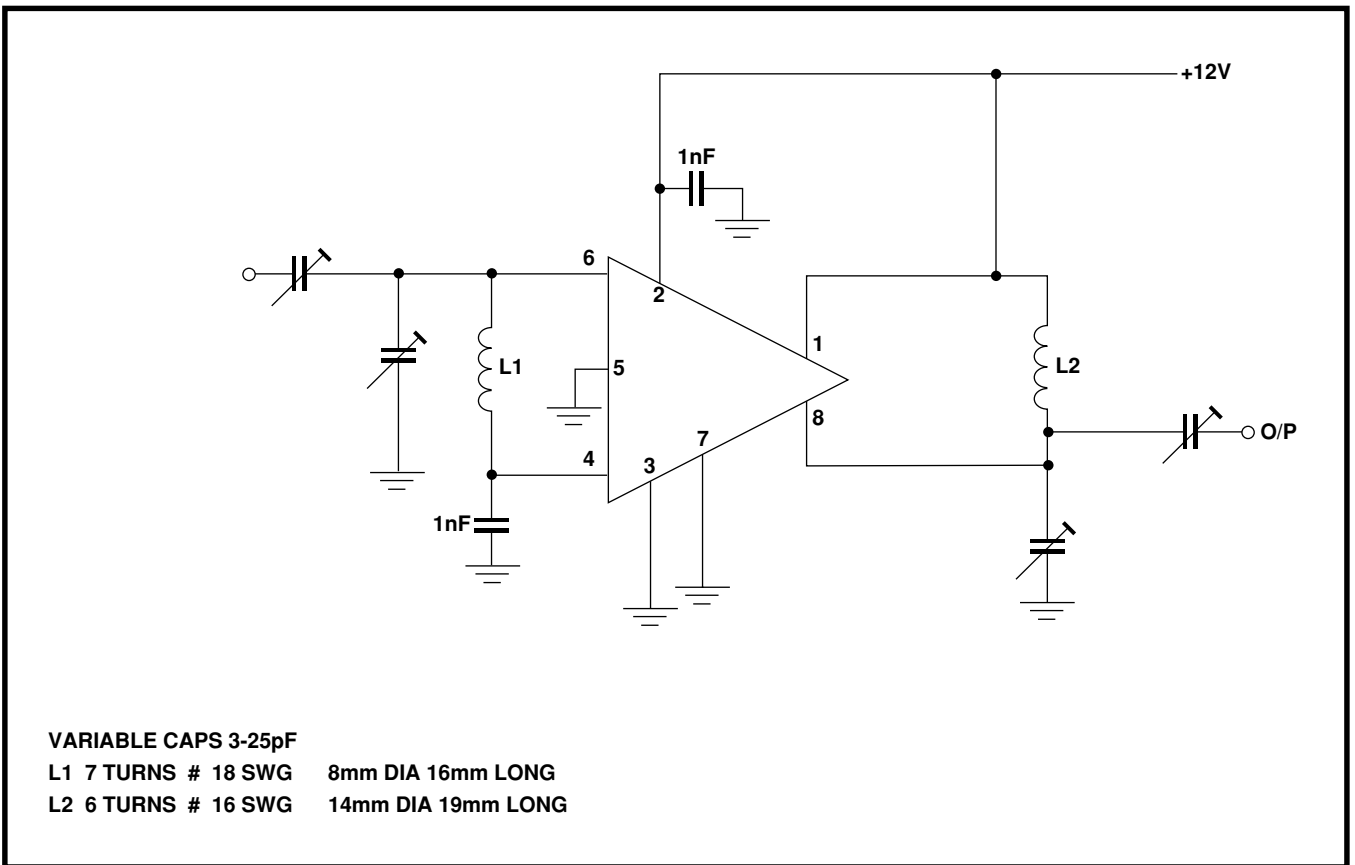 +12V
1nF
6
2
1
L1
5
L2
8
O/P
7
4
3
1nF
VARIABLE CAPS 3-25pF
L1 7 TURNS # 18 SWG 8mm DIA 16mm LONG
L2 6 TURNS # 16 SWG 14mm DIA 19mm LONG